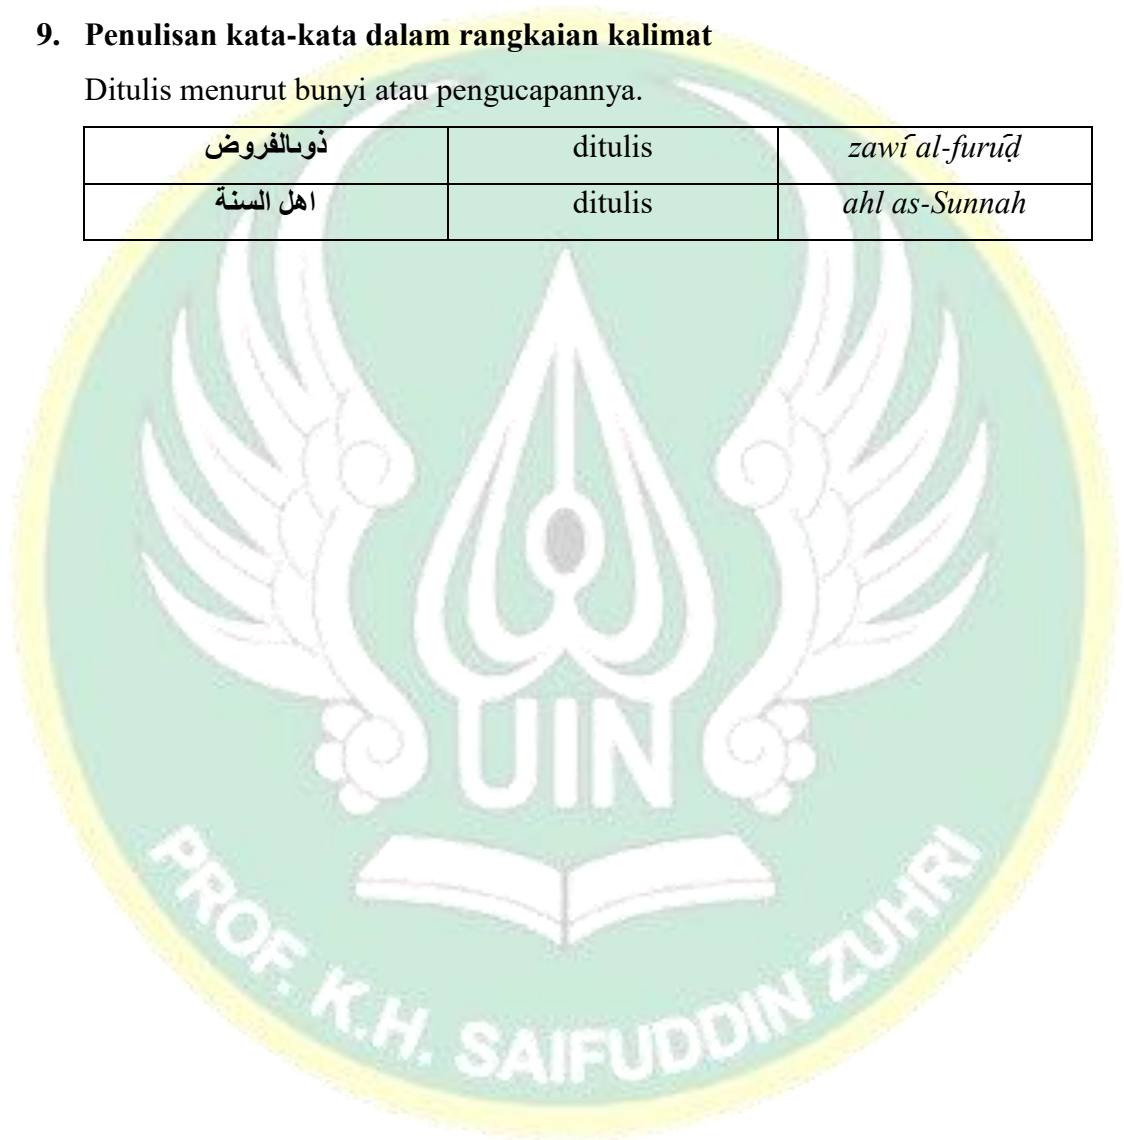 9. Penulisan kata-kata dalam rangkaian kalimat
Ditulis menurut bunyi atau pengucapannya.
ذوىالفروض ditulis zawī al-furūḍ
اهل السنة ditulis ahl as-Sunnah
UIN
PROF. K.H. SAIFUDDIN ZUHRI